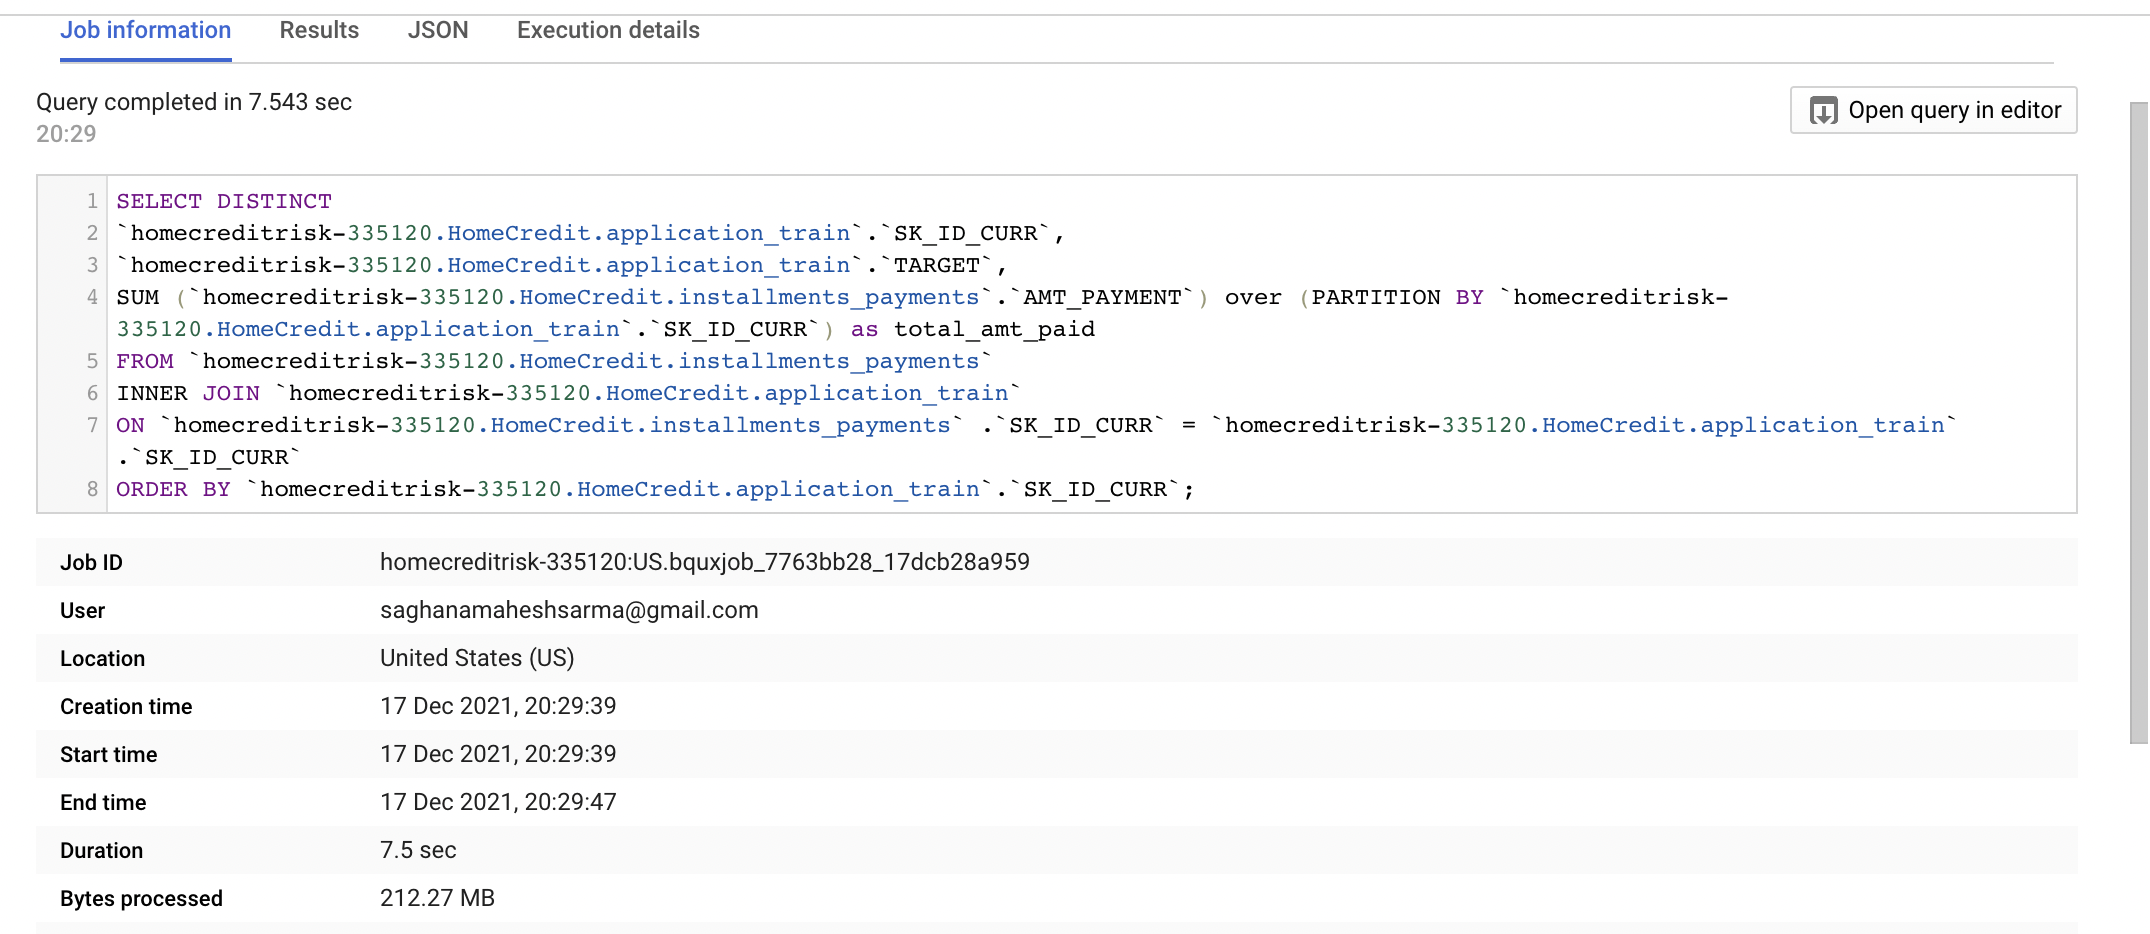 Job information Results JSON Execution details
Query completed in 7.543 sec
20:29
Open query in editor
1 SELECT DISTINCT
2 `homecreditrisk-335120.HomeCredit.application_train`.`SK_ID_CURR`,
3 `homecreditrisk-335120.HomeCredit.application_train`.`TARGET`,
4 SUM (`homecreditrisk-335120.HomeCredit.installments_payments`.`AMT_PAYMENT`) over (PARTITION BY `homecreditrisk-
335120.HomeCredit.application_train`.`SK_ID_CURR`) as total_amt_paid
5 FROM `homecreditrisk-335120.HomeCredit.installments_payments`
6 INNER JOIN `homecreditrisk-335120.HomeCredit.application_train`
7 ON `homecreditrisk-335120.HomeCredit.installments_payments` .`SK_ID_CURR` = `homecreditrisk-335120.HomeCredit.application_train`
.`SK_ID_CURR`
8 ORDER BY `homecreditrisk-335120.HomeCredit.application_train`.`SK_ID_CURR`;
Job ID homecreditrisk-335120:US.bquxjob_7763bb28_17dcb28a959
User saghanamaheshsarma@gmail.com
Location United States (US)
Creation time 17 Dec 2021, 20:29:39
Start time 17 Dec 2021, 20:29:39
End time 17 Dec 2021, 20:29:47
Duration 7.5 sec
Bytes processed 212.27 MB